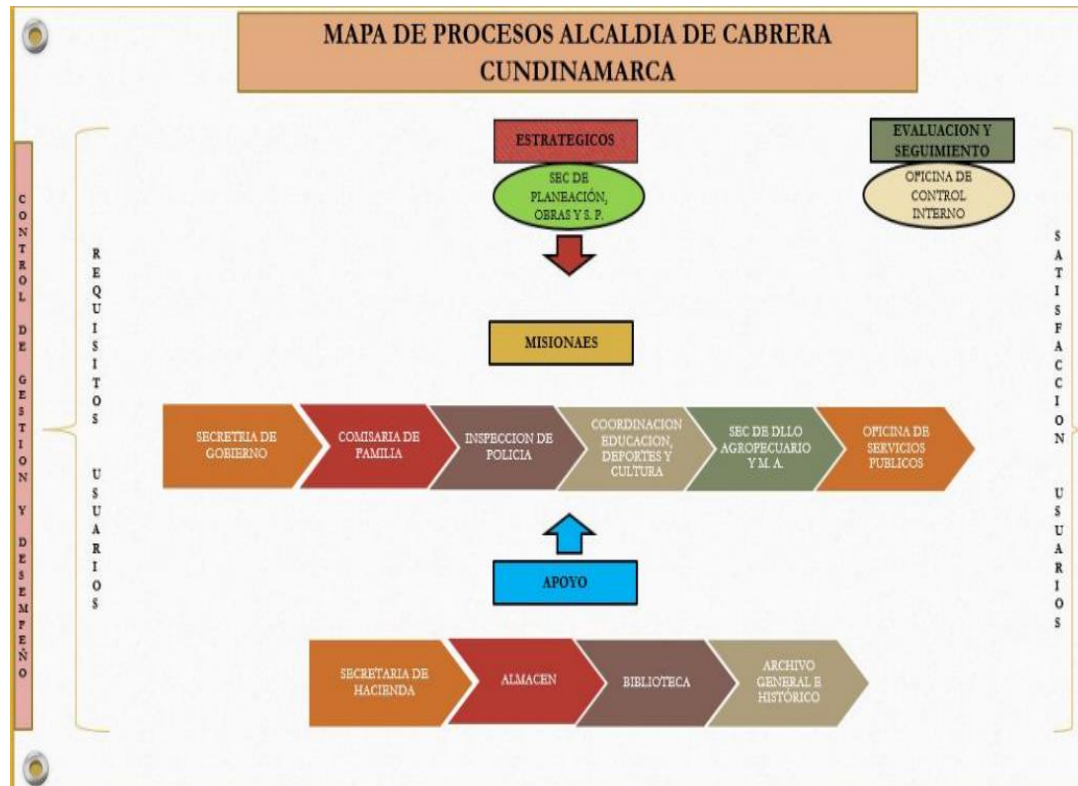 MAPA DE PROCESOS ALCALDIA DE CABRERA
CUNDINAMARCA
ESTRATEGICOS
SEC DE
PLANEACIÓN,
OBRAS Y S. P.
EVALUACION Y
SEGUIMIENTO
OFICINA DE
CONTROL
INTERNO
CONTROL DE GESTION Y DESEMPEÑO
REQUISITOS USUARIOS
MISIONAES
SECRETRIA DE
GOBIERNO
COMISARIA DE
FAMILIA
INSPECCION DE
POLICIA
COORDINACION
EDUCACION,
DEPORTES Y
CULTURA
SEC DE DLLO
AGROPECUARIO
Y M. A.
OFICINA DE
SERVICIOS
PUBLICOS
APOYO
SECRETARIA DE
HACIENDA
ALMACEN
BIBLIOTECA
ARCHIVO
GENERAL E
HISTÓRICO
SATISFACCION USUARIOS